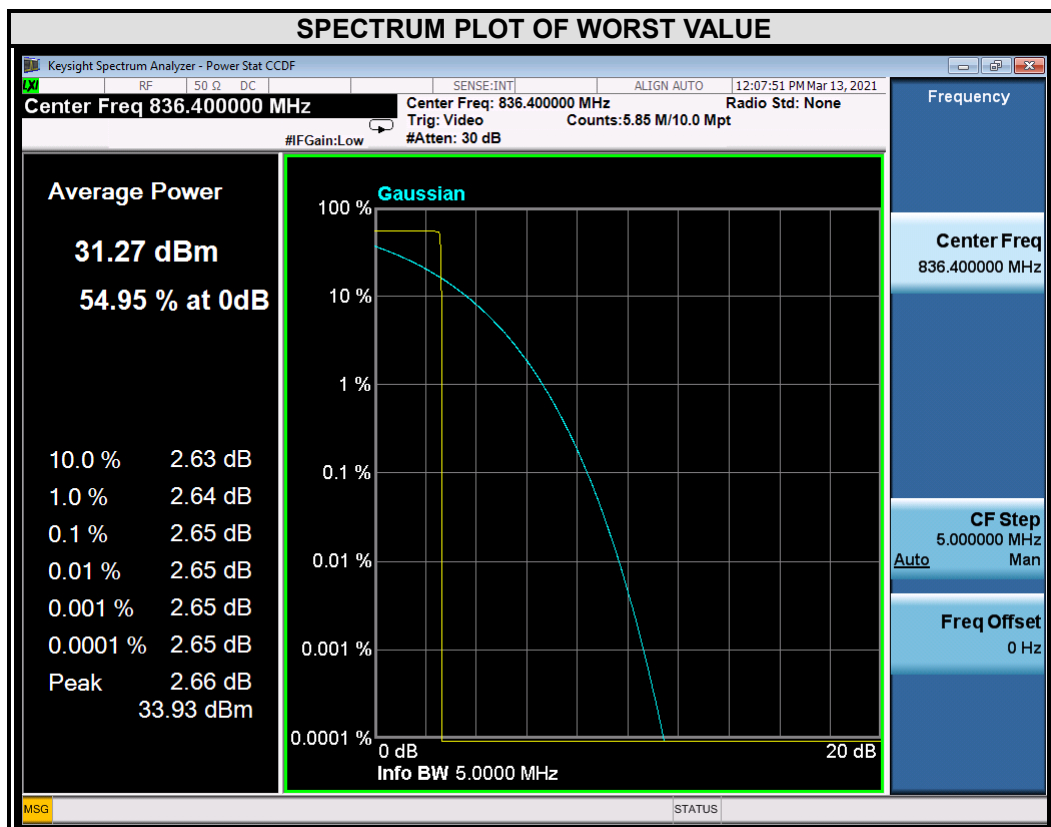 SPECTRUM PLOT OF WORST VALUE
Keysight Spectrum Analyzer - Power Stat CCDF
LXI RF 50 Ω DC SENSE:INT ALIGN AUTO 12:07:51 PM Mar 13, 2021
Center Freq 836.400000 MHz
#IFGain:Low
Center Freq: 836.400000 MHz Radio Std: None
Trig: Video Counts:5.85 M/10.0 Mpt
#Atten: 30 dB
Average Power
31.27 dBm
54.95 % at 0dB
10.0 % 2.63 dB
1.0 % 2.64 dB
0.1 % 2.65 dB
0.01 % 2.65 dB
0.001 % 2.65 dB
0.0001 % 2.65 dB
Peak 2.66 dB
33.93 dBm
Gaussian
100 %
10 %
1 %
0.1 %
0.01 %
0.001 %
0.0001 %
0 dB 20 dB
Info BW 5.0000 MHz
Frequency
Center Freq
836.400000 MHz
CF Step
5.000000 MHz
Auto Man
Freq Offset
0 Hz
MSG STATUS